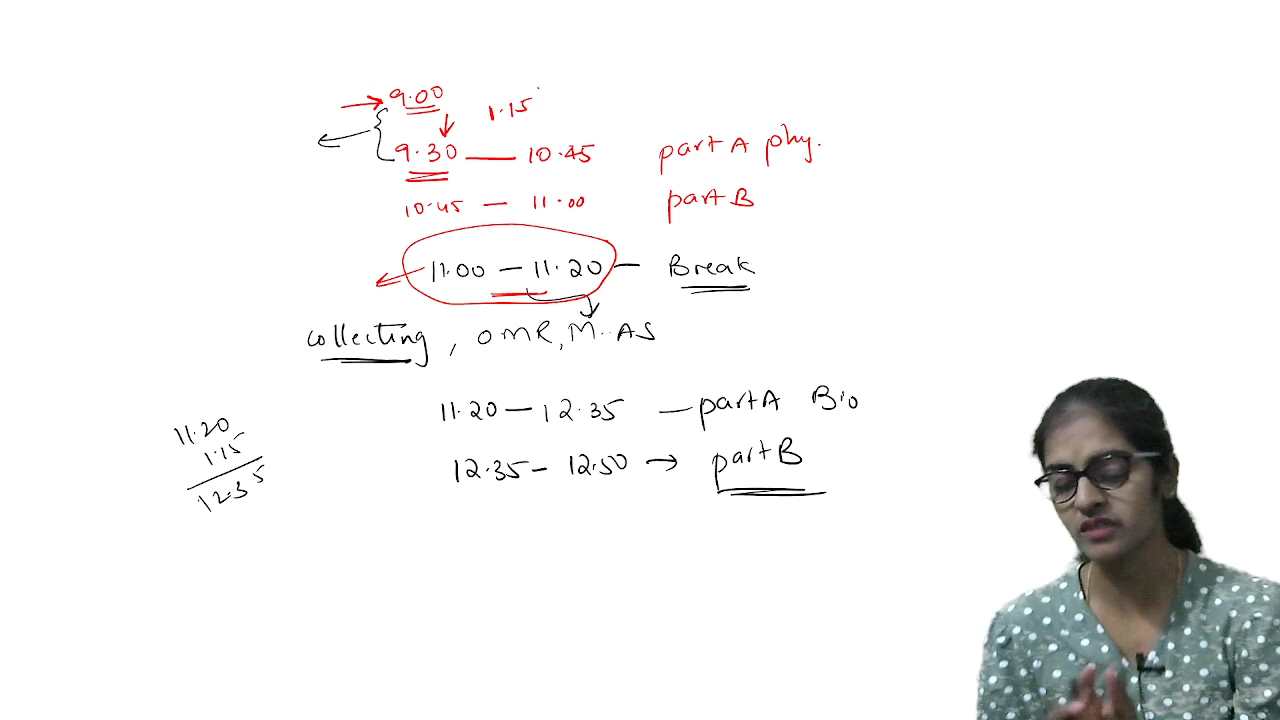 9.00
1.15
9.30 — 10.45 part A phy.
10.45 — 11.00 part B
11.00 — 11.20 — Break
collecting, OMR, M. AS
11.20 — 12.35 — part A Bio
12.35 - 12.50 → part B
11.20
1.15
12.35